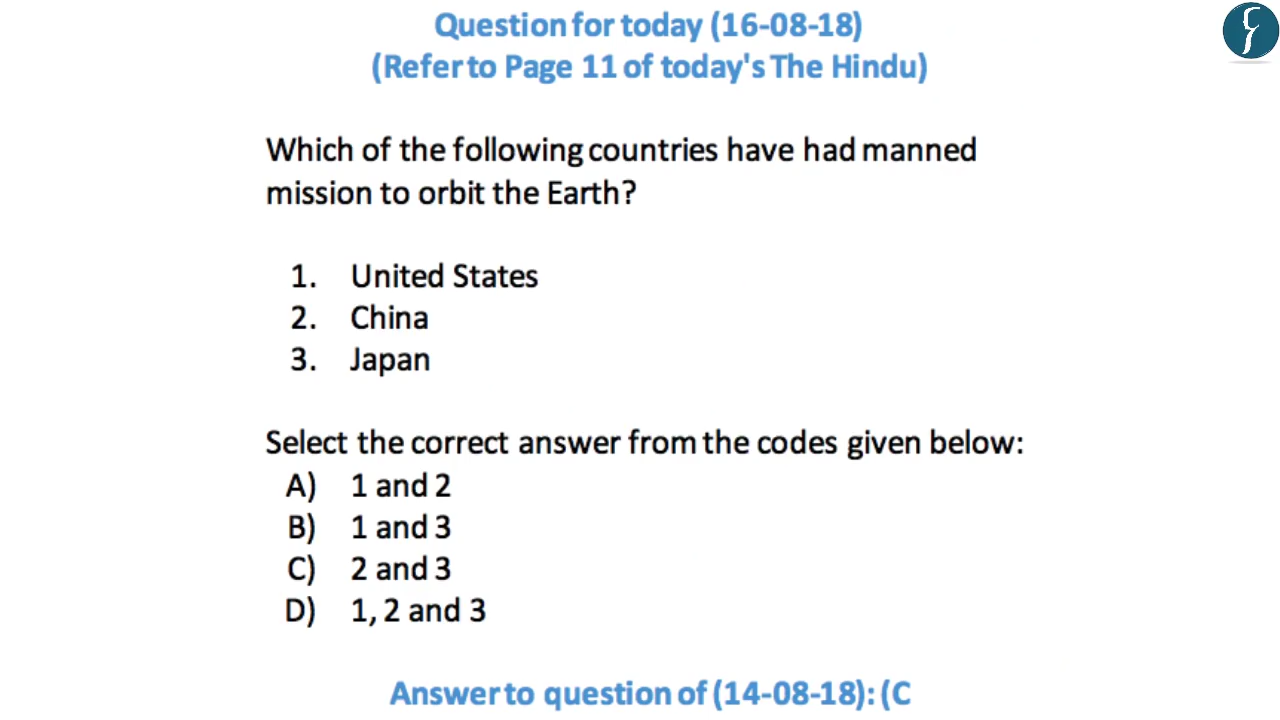 Question for today (16-08-18)
(Refer to Page 11 of today's The Hindu)
Which of the following countries have had manned
mission to orbit the Earth?
1. United States
2. China
3. Japan
Select the correct answer from the codes given below:
A) 1 and 2
B) 1 and 3
C) 2 and 3
D) 1, 2 and 3
Answer to question of (14-08-18): (C